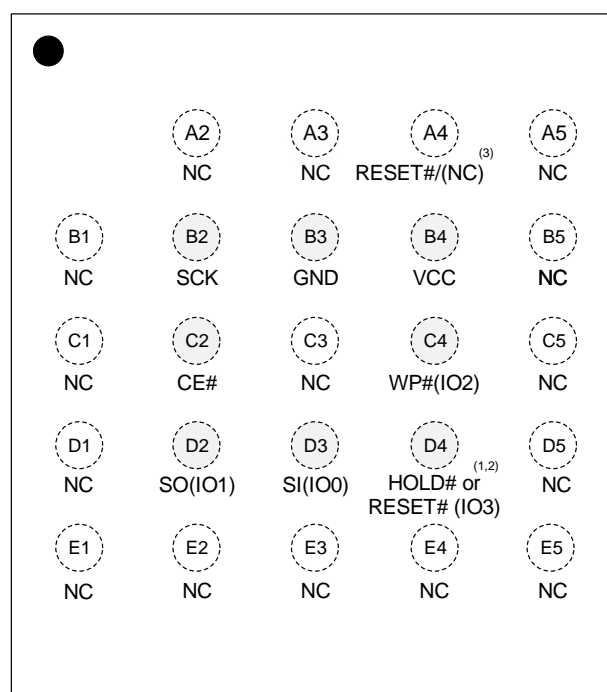 A2 A3 A4 A5
NC NC RESET#/(NC) (3) NC
B1 B2 B3 B4 B5
NC SCK GND VCC NC
C1 C2 C3 C4 C5
NC CE# NC WP#(IO2) NC
D1 D2 D3 D4 D5
NC SO(IO1) SI(IO0) HOLD# or (1,2) NC
RESET# (IO3)
E1 E2 E3 E4 E5
NC NC NC NC NC